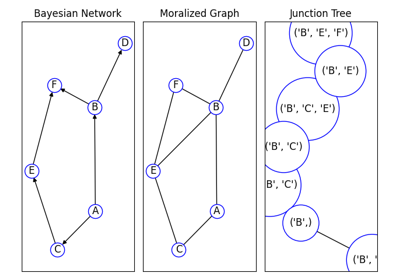 Bayesian Network
Moralized Graph
Junction Tree
D
F
B
E
A
C
D
F
B
E
A
C
('B', 'E', 'F')
('B', 'E')
('B', 'C', 'E')
('B', 'C')
B', 'C')
('B',)
('B', '